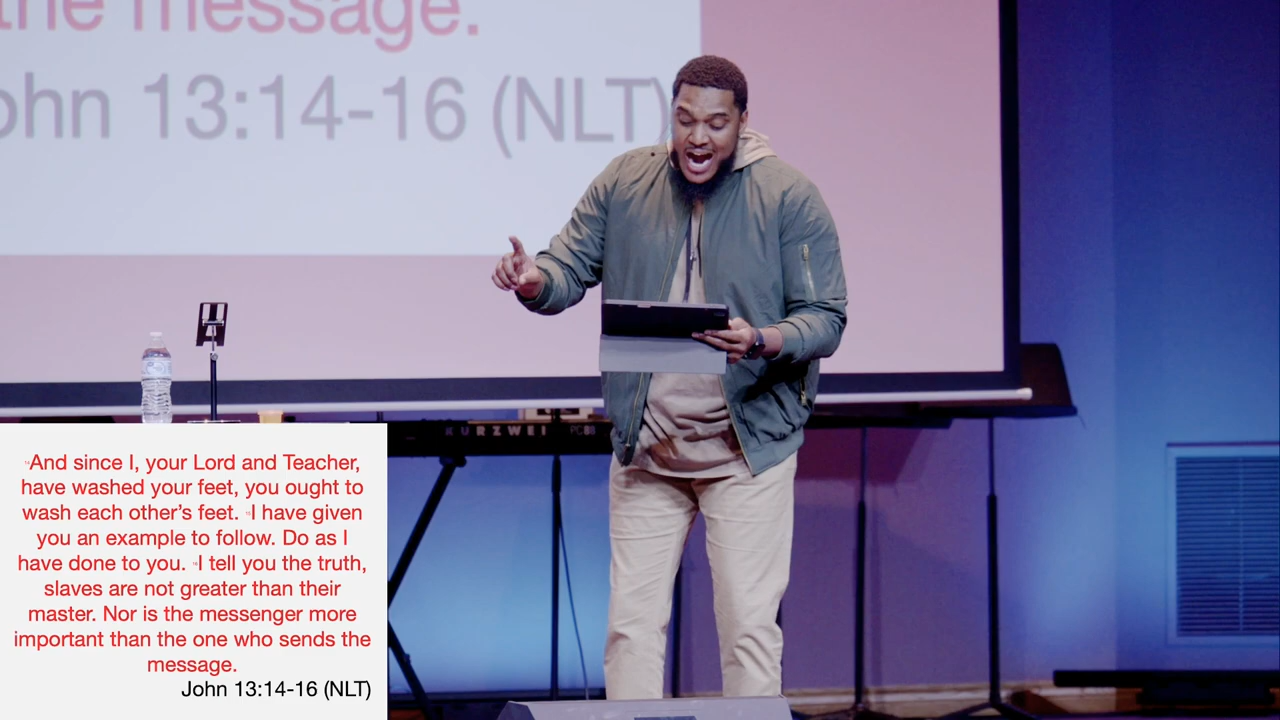 the message.
ohn 13:14-16 (NLT)
KURZWEI PC88
And since I, your Lord and Teacher,
have washed your feet, you ought to
wash each other’s feet. I have given
you an example to follow. Do as I
have done to you. I tell you the truth,
slaves are not greater than their
master. Nor is the messenger more
important than the one who sends the
message.
John 13:14-16 (NLT)